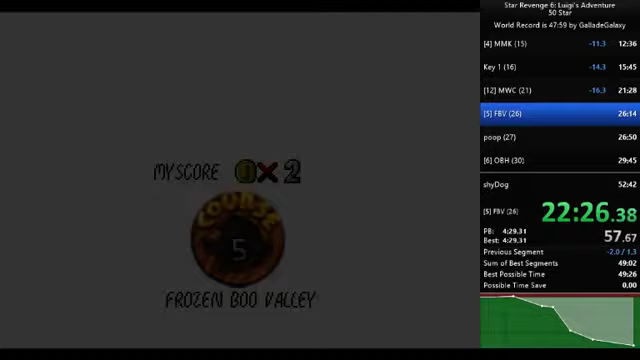 Star Revenge 6: Luigi's Adventure
50 Star
World Record is 47:59 by GalladeGalaxy
[4] MMK (15) -11.3 12:36
Key 1 (16) -14.3 15:45
[12] MWC (21) -16.3 21:28
[5] FBV (26) 26:14
poop (27) 26:50
[6] OBH (30) 29:45
shyDog 52:42
[5] FBV (26) 22:26.38
PB: 4:29.31 57.67
Best: 4:29.31
Previous Segment -2.0 / 1.3
Sum of Best Segments 49:02
Best Possible Time 49:26
Possible Time Save 0.00
MYSCORE × 2
COURSE
5
FROZEN BOO VALLEY